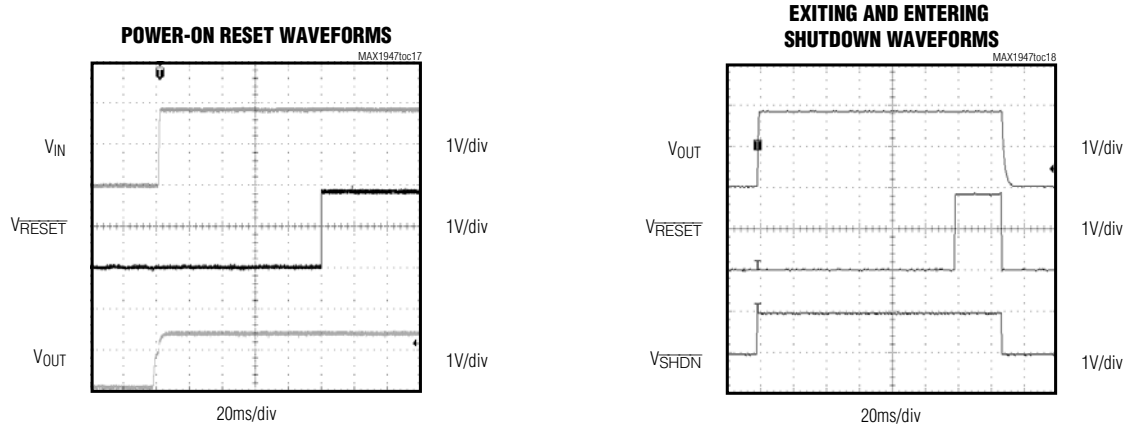 POWER-ON RESET WAVEFORMS
MAX1947toc17
VIN
1V/div
VRESET
1V/div
VOUT
1V/div
20ms/div
EXITING AND ENTERING
SHUTDOWN WAVEFORMS
MAX1947toc18
VOUT
1V/div
VRESET
1V/div
VSHDN
1V/div
20ms/div